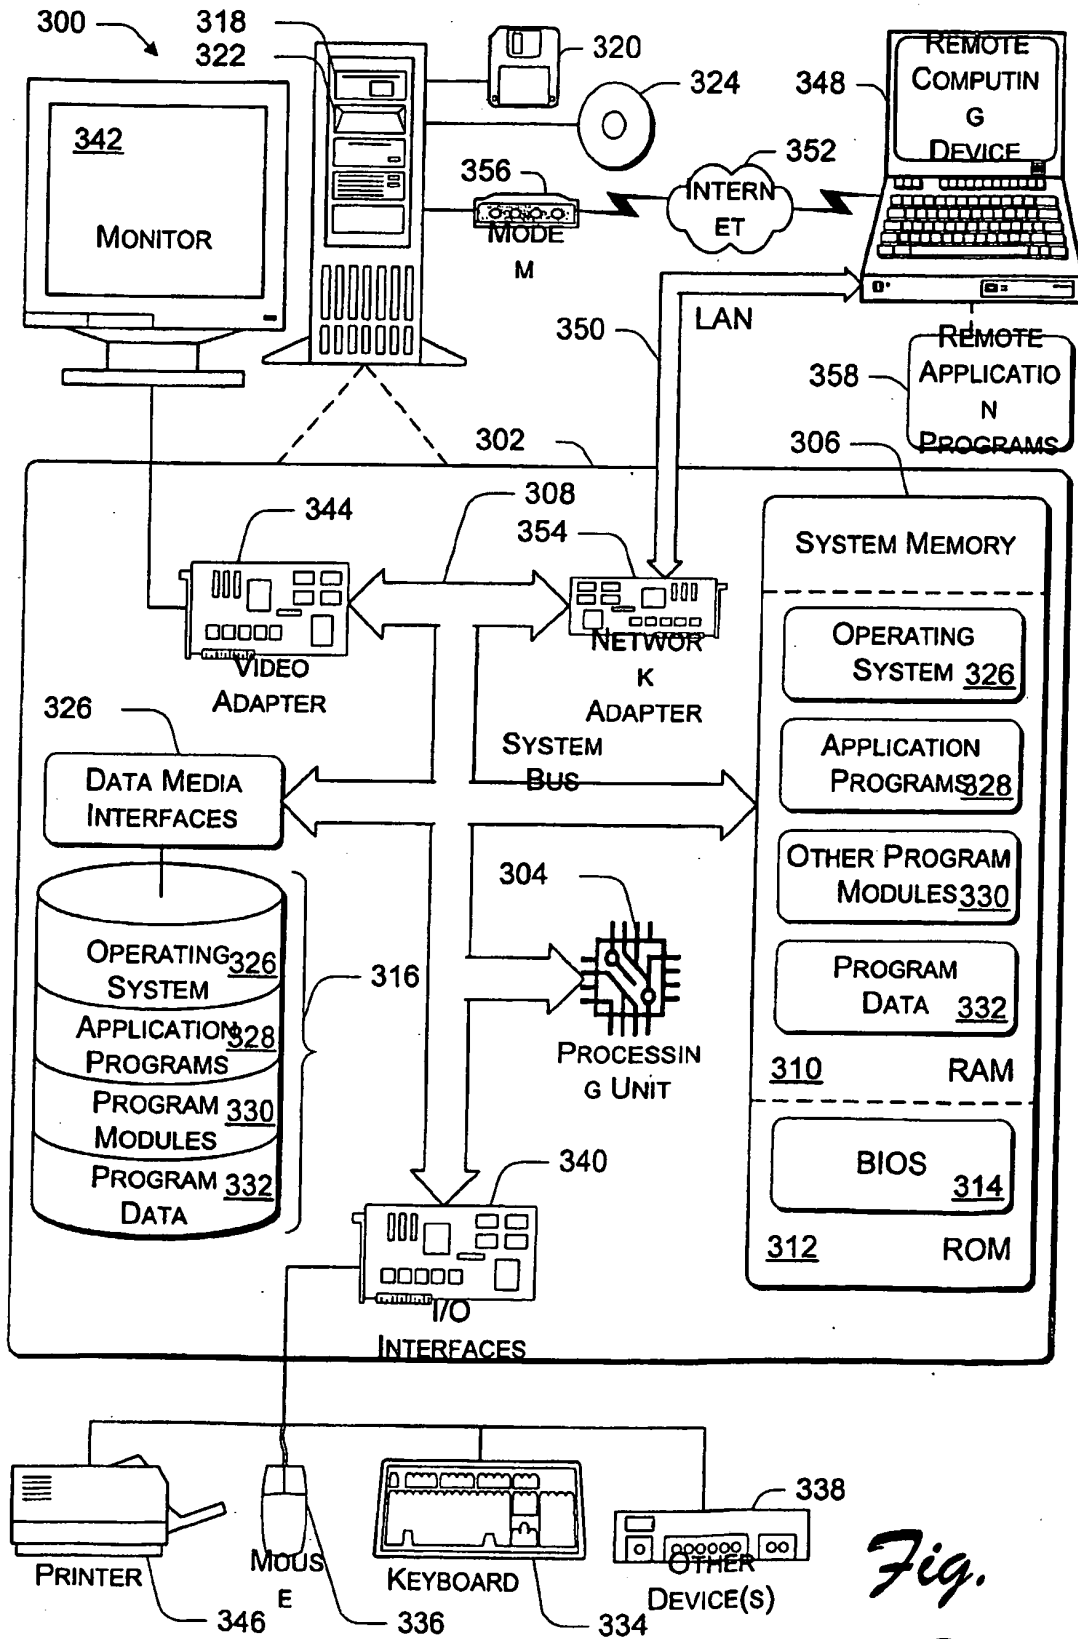 300
318
322
320
324
348
REMOTE
COMPUTIN
G
DEVICE
342
MONITOR
356
MODE
M
352
INTERN
ET
350
LAN
358
REMOTE
APPLICATIO
N
PROGRAMS
302
306
344
308
354
SYSTEM MEMORY
VIDEO
ADAPTER
NETWOR
K
ADAPTER
OPERATING
SYSTEM 326
326
DATA MEDIA
INTERFACES
SYSTEM
BUS
APPLICATION
PROGRAMS 328
OTHER PROGRAM
MODULES 330
304
PROGRAM
DATA 332
OPERATING
SYSTEM 326
APPLICATION
PROGRAMS 328
PROGRAM
MODULES 330
PROGRAM
DATA 332
316
PROCESSIN
G UNIT
310 RAM
BIOS 314
312 ROM
340
I/O
INTERFACES
PRINTER
346
MOUS
E
336
KEYBOARD
334
338
OTHER
DEVICE(S)
Fig.